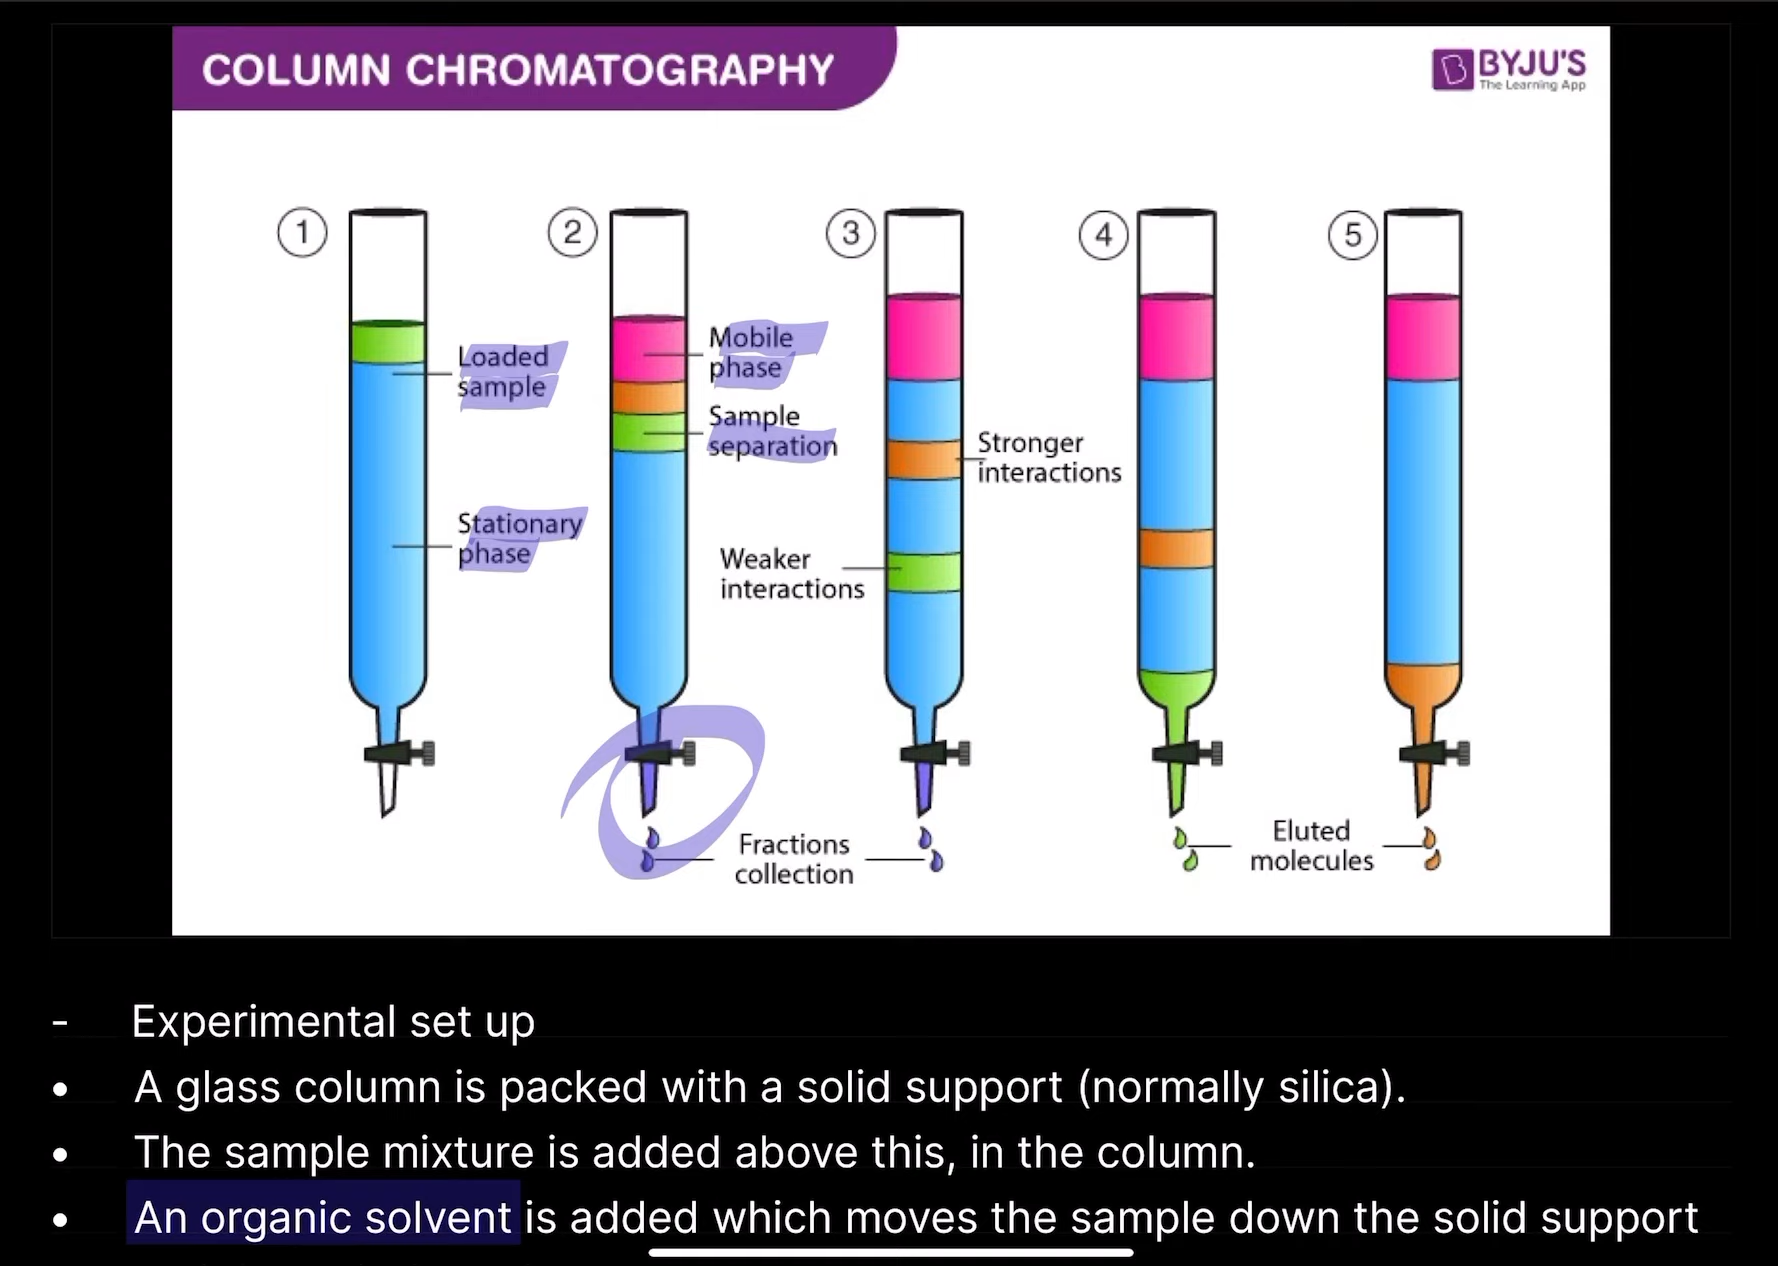 COLUMN CHROMATOGRAPHY
BYJU'S
The Learning App
1
2
3
4
5
Loaded
sample
Stationary
phase
Mobile
phase
Sample
separation
Stronger
interactions
Weaker
interactions
Fractions
collection
Eluted
molecules
- Experimental set up
• A glass column is packed with a solid support (normally silica).
• The sample mixture is added above this, in the column.
• An organic solvent is added which moves the sample down the solid support